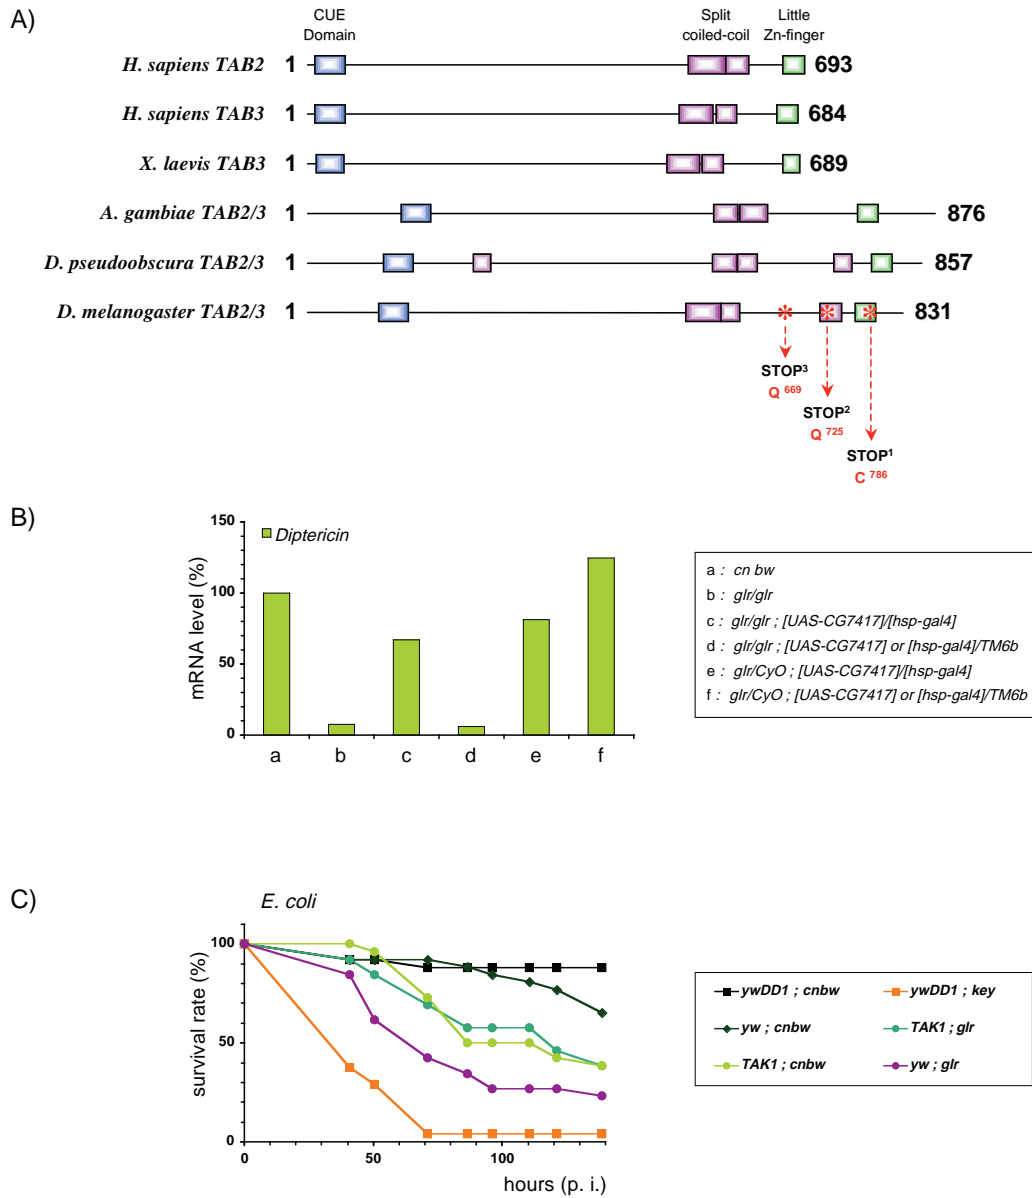 A)
CUE Domain
Split coiled-coil
Little Zn-finger
H. sapiens TAB2 1 693
H. sapiens TAB3 1 684
X. laevis TAB3 1 689
A. gambiae TAB2/3 1 876
D. pseudoobscura TAB2/3 1 857
D. melanogaster TAB2/3 1 831
* * *
STOP³
Q 669
STOP²
Q 725
STOP¹
C 786
B)
Diptericin
mRNA level (%)
150
100
50
0
a b c d e f
a : cn bw
b : glr/glr
c : glr/glr ; [UAS-CG7417]/[hsp-gal4]
d : glr/glr ; [UAS-CG7417] or [hsp-gal4]/TM6b
e : glr/CyO ; [UAS-CG7417]/[hsp-gal4]
f : glr/CyO ; [UAS-CG7417] or [hsp-gal4]/TM6b
C)
E. coli
survival rate (%)
100
50
0
0 50 100
hours (p. i.)
ywDD1 ; cnbw
ywDD1 ; key
yw ; cnbw
TAK1 ; glr
TAK1 ; cnbw
yw ; glr